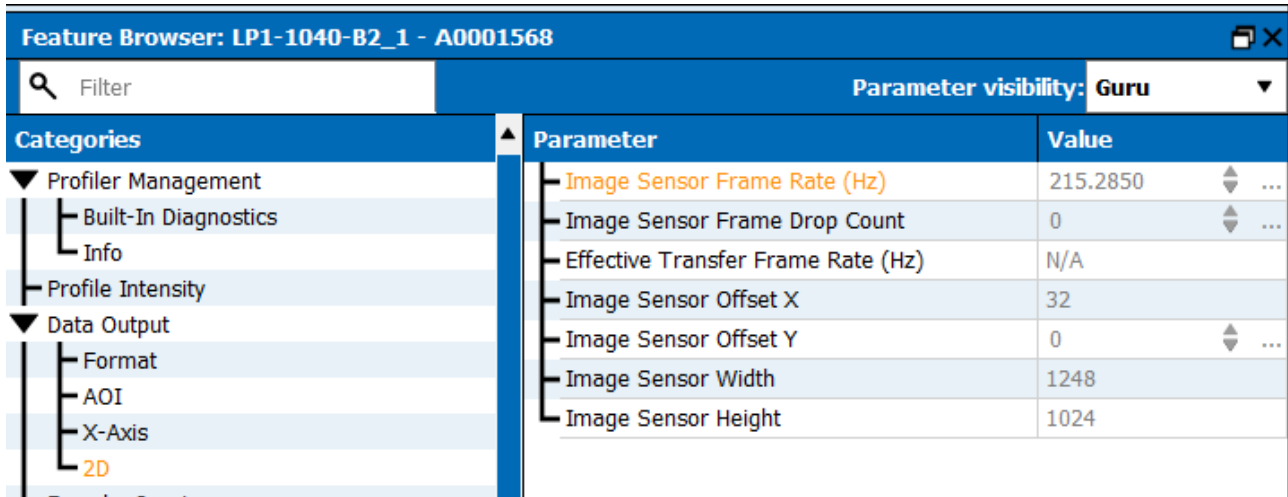 Feature Browser: LP1-1040-B2_1 - A0001568
Filter
Parameter visibility: Guru
Categories
Profiler Management
Built-In Diagnostics
Info
Profile Intensity
Data Output
Format
AOI
X-Axis
2D
Parameter Value
Image Sensor Frame Rate (Hz) 215.2850 ...
Image Sensor Frame Drop Count 0 ...
Effective Transfer Frame Rate (Hz) N/A
Image Sensor Offset X 32
Image Sensor Offset Y 0 ...
Image Sensor Width 1248
Image Sensor Height 1024